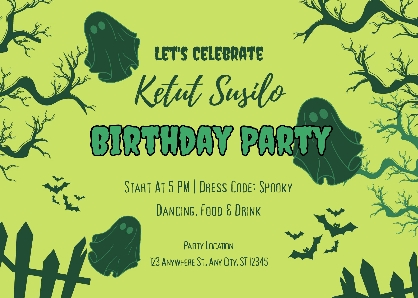 LET'S CELEBRATE
Ketut Susilo
BIRTHDAY PARTY
START AT 5 PM | DRESS CODE: SPOOKY
DANCING, FOOD & DRINK
PARTY LOCATION
123 ANYWHERE ST., ANY CITY, ST 12345